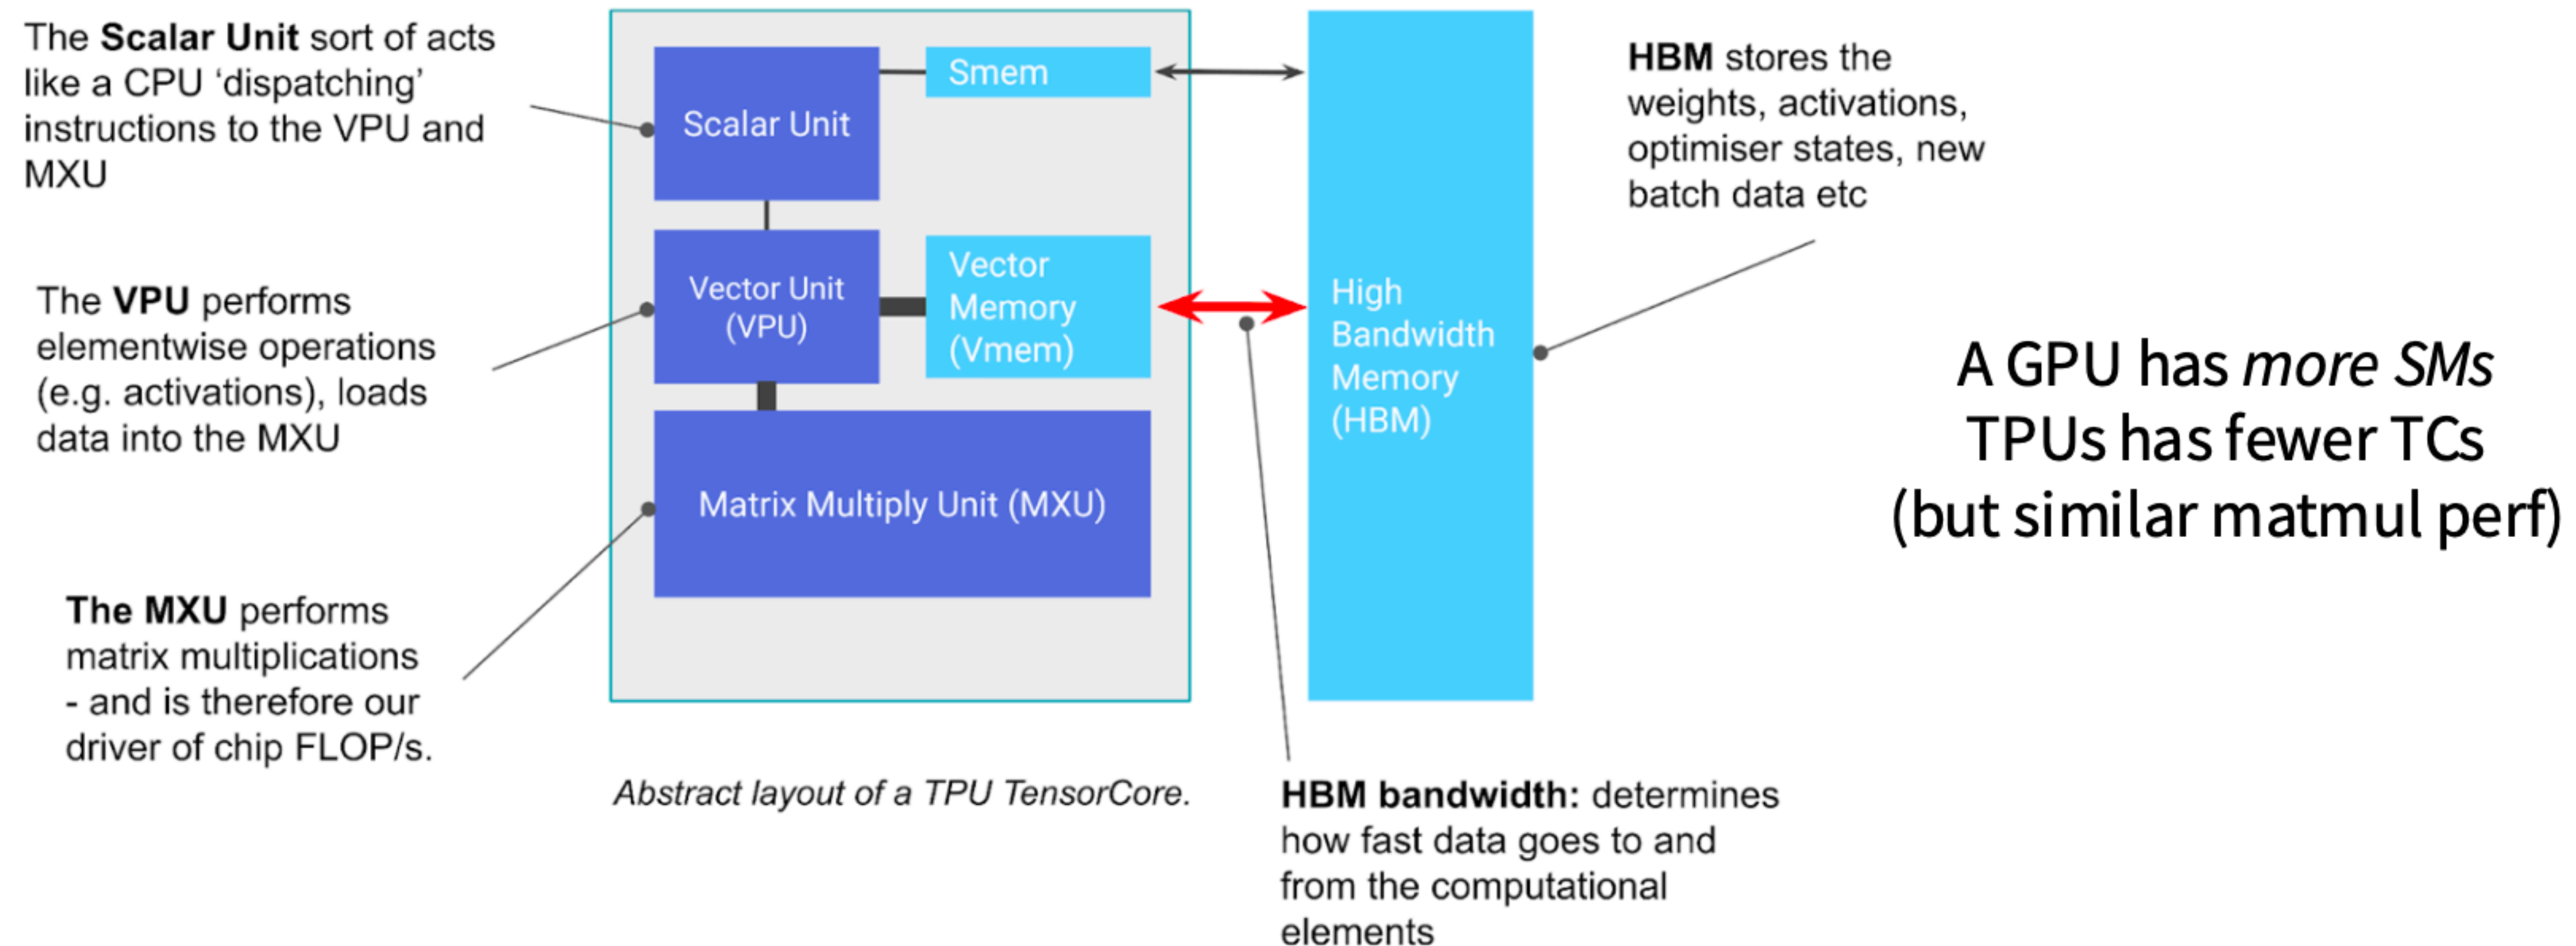 The Scalar Unit sort of acts
like a CPU ‘dispatching’
instructions to the VPU and
MXU
The VPU performs
elementwise operations
(e.g. activations), loads
data into the MXU
The MXU performs
matrix multiplications
- and is therefore our
driver of chip FLOP/s.
Scalar Unit
Smem
Vector Unit
(VPU)
Vector
Memory
(Vmem)
Matrix Multiply Unit (MXU)
Abstract layout of a TPU TensorCore.
High
Bandwidth
Memory
(HBM)
HBM stores the
weights, activations,
optimiser states, new
batch data etc
HBM bandwidth: determines
how fast data goes to and
from the computational
elements
A GPU has more SMs
TPUs has fewer TCs
(but similar matmul perf)